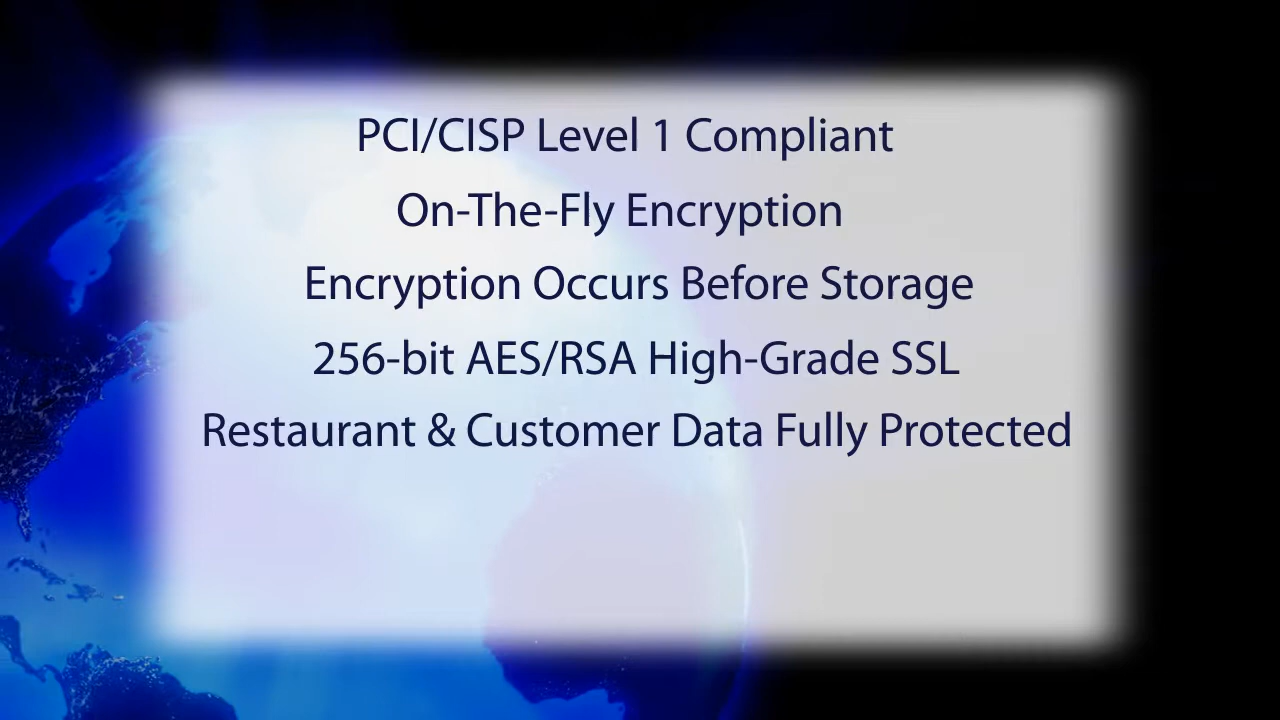 PCI/CISP Level 1 Compliant
On-The-Fly Encryption
Encryption Occurs Before Storage
256-bit AES/RSA High-Grade SSL
Restaurant & Customer Data Fully Protected